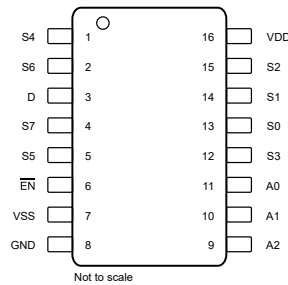 S4 1 16 VDD
S6 2 15 S2
D 3 14 S1
S7 4 13 S0
S5 5 12 S3
EN 6 11 A0
VSS 7 10 A1
GND 8 9 A2
Not to scale